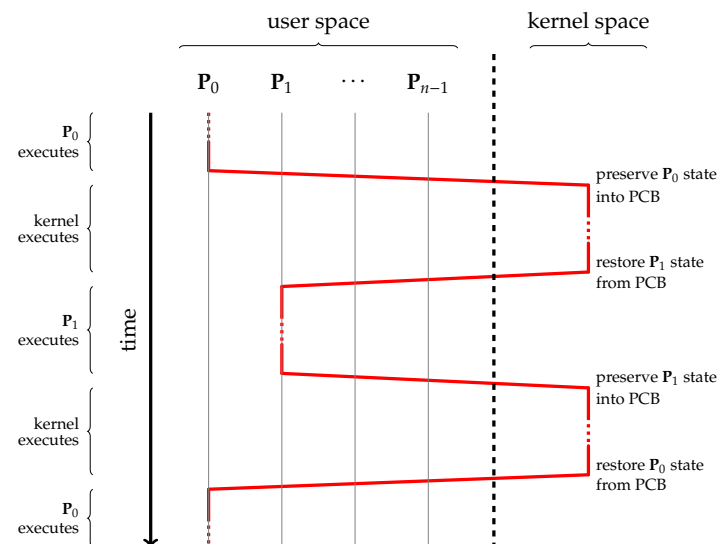 user space
kernel space
P0
P1
···
Pn−1
P0
executes
preserve P0 state
into PCB
kernel
executes
restore P1 state
from PCB
P1
executes
time
preserve P1 state
into PCB
kernel
executes
restore P0 state
from PCB
P0
executes